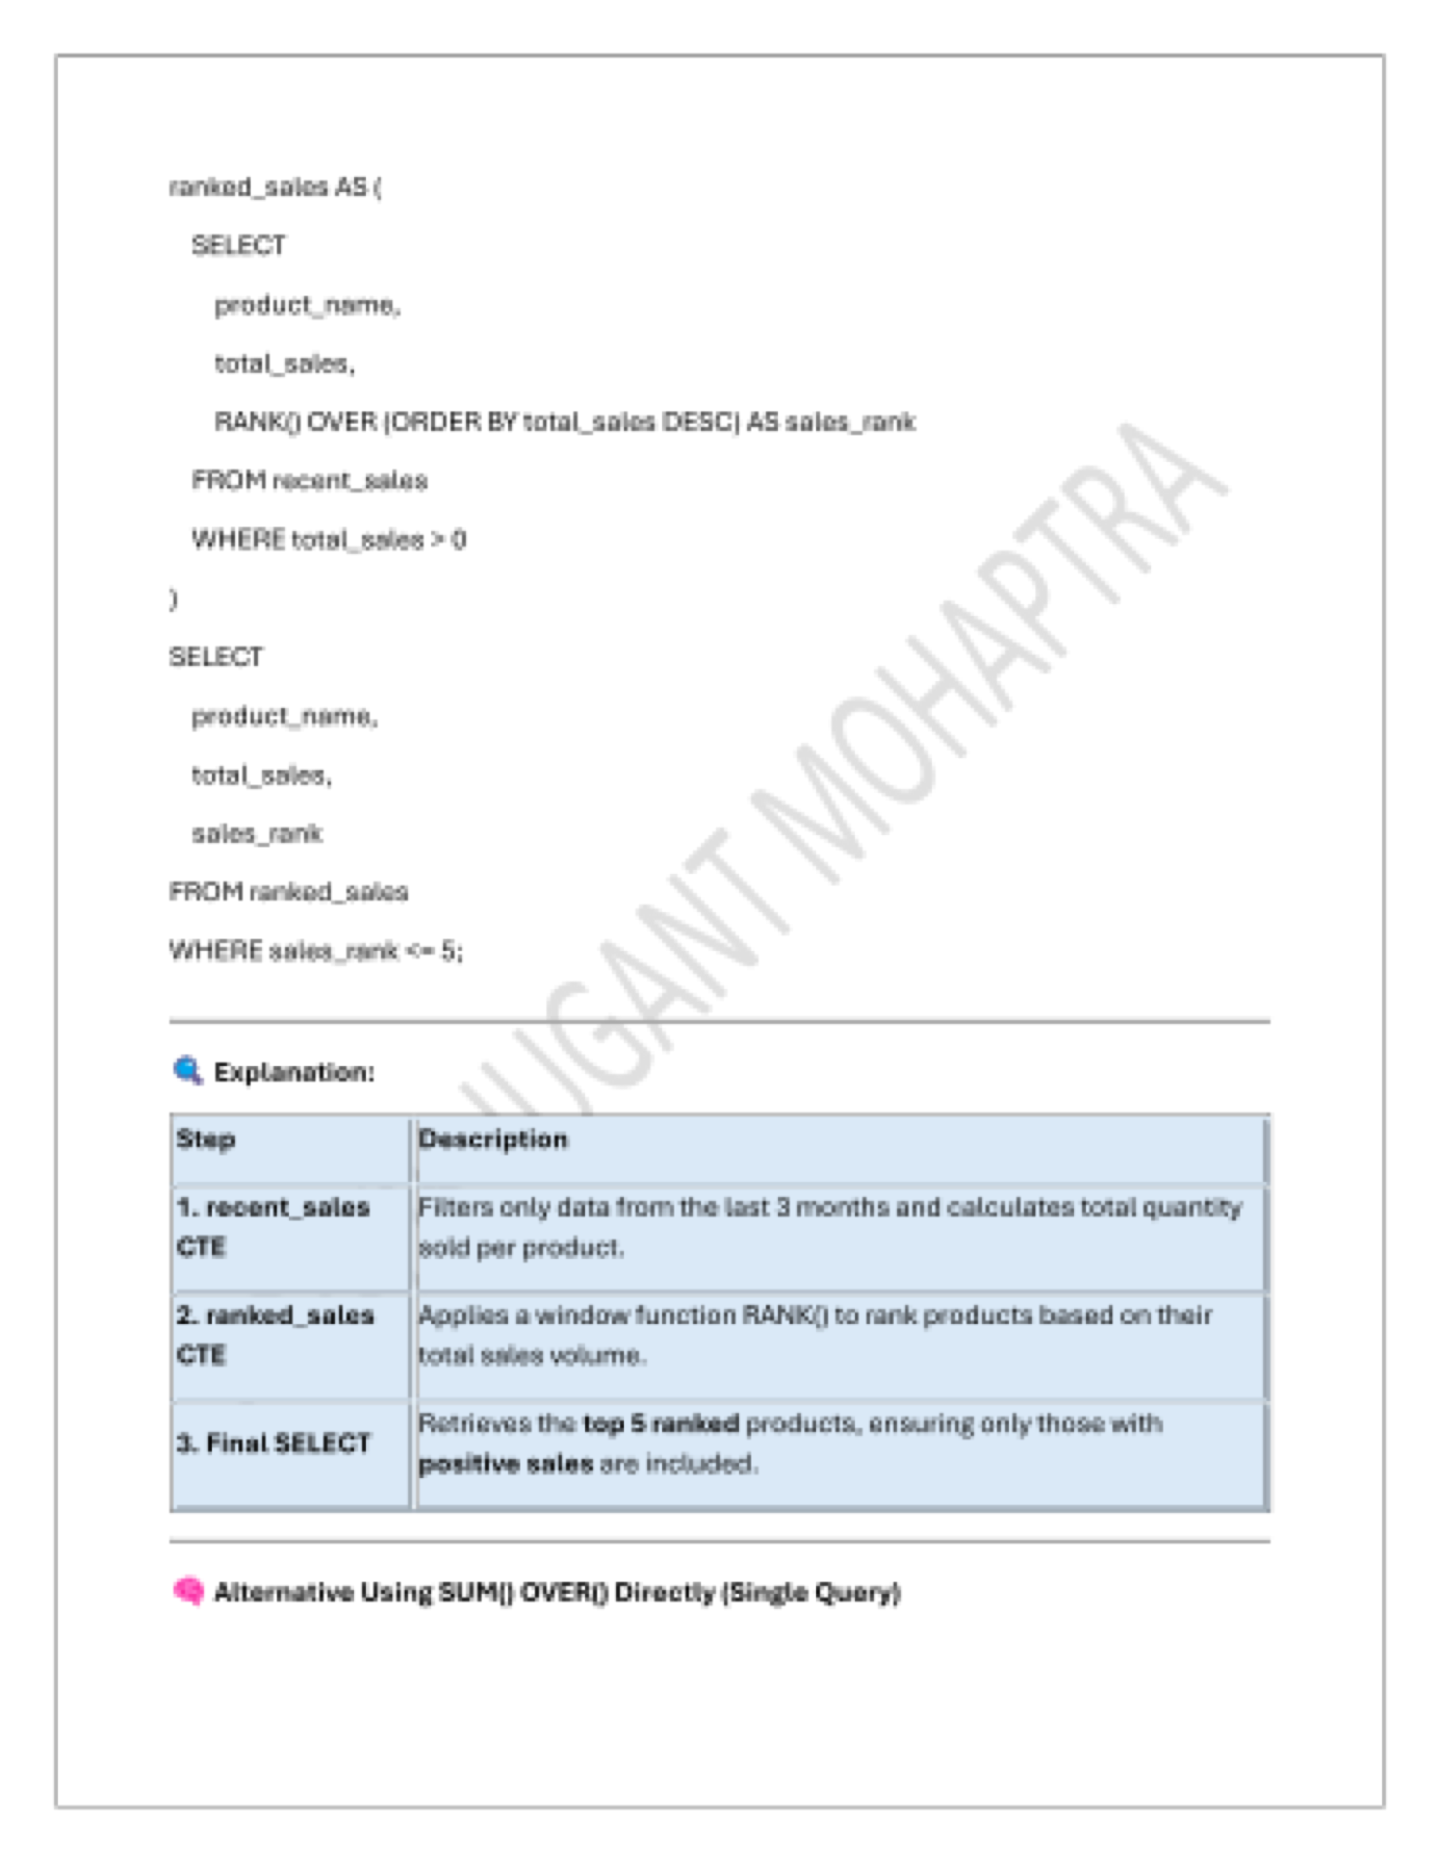 ranked_sales AS (
SELECT
product_name,
total_sales,
RANK() OVER (ORDER BY total_sales DESC) AS sales_rank
FROM recent_sales
WHERE total_sales > 0
)
SELECT
product_name,
total_sales,
sales_rank
FROM ranked_sales
WHERE sales_rank <= 5;
🔍 Explanation:
Step Description
1. recent_sales CTE Filters only data from the last 3 months and calculates total quantity
sold per product.
2. ranked_sales CTE Applies a window function RANK() to rank products based on their
total sales volume.
3. Final SELECT Retrieves the top 5 ranked products, ensuring only those with
positive sales are included.
🧠 Alternative Using SUM() OVER() Directly (Single Query)
MOHAPTRA